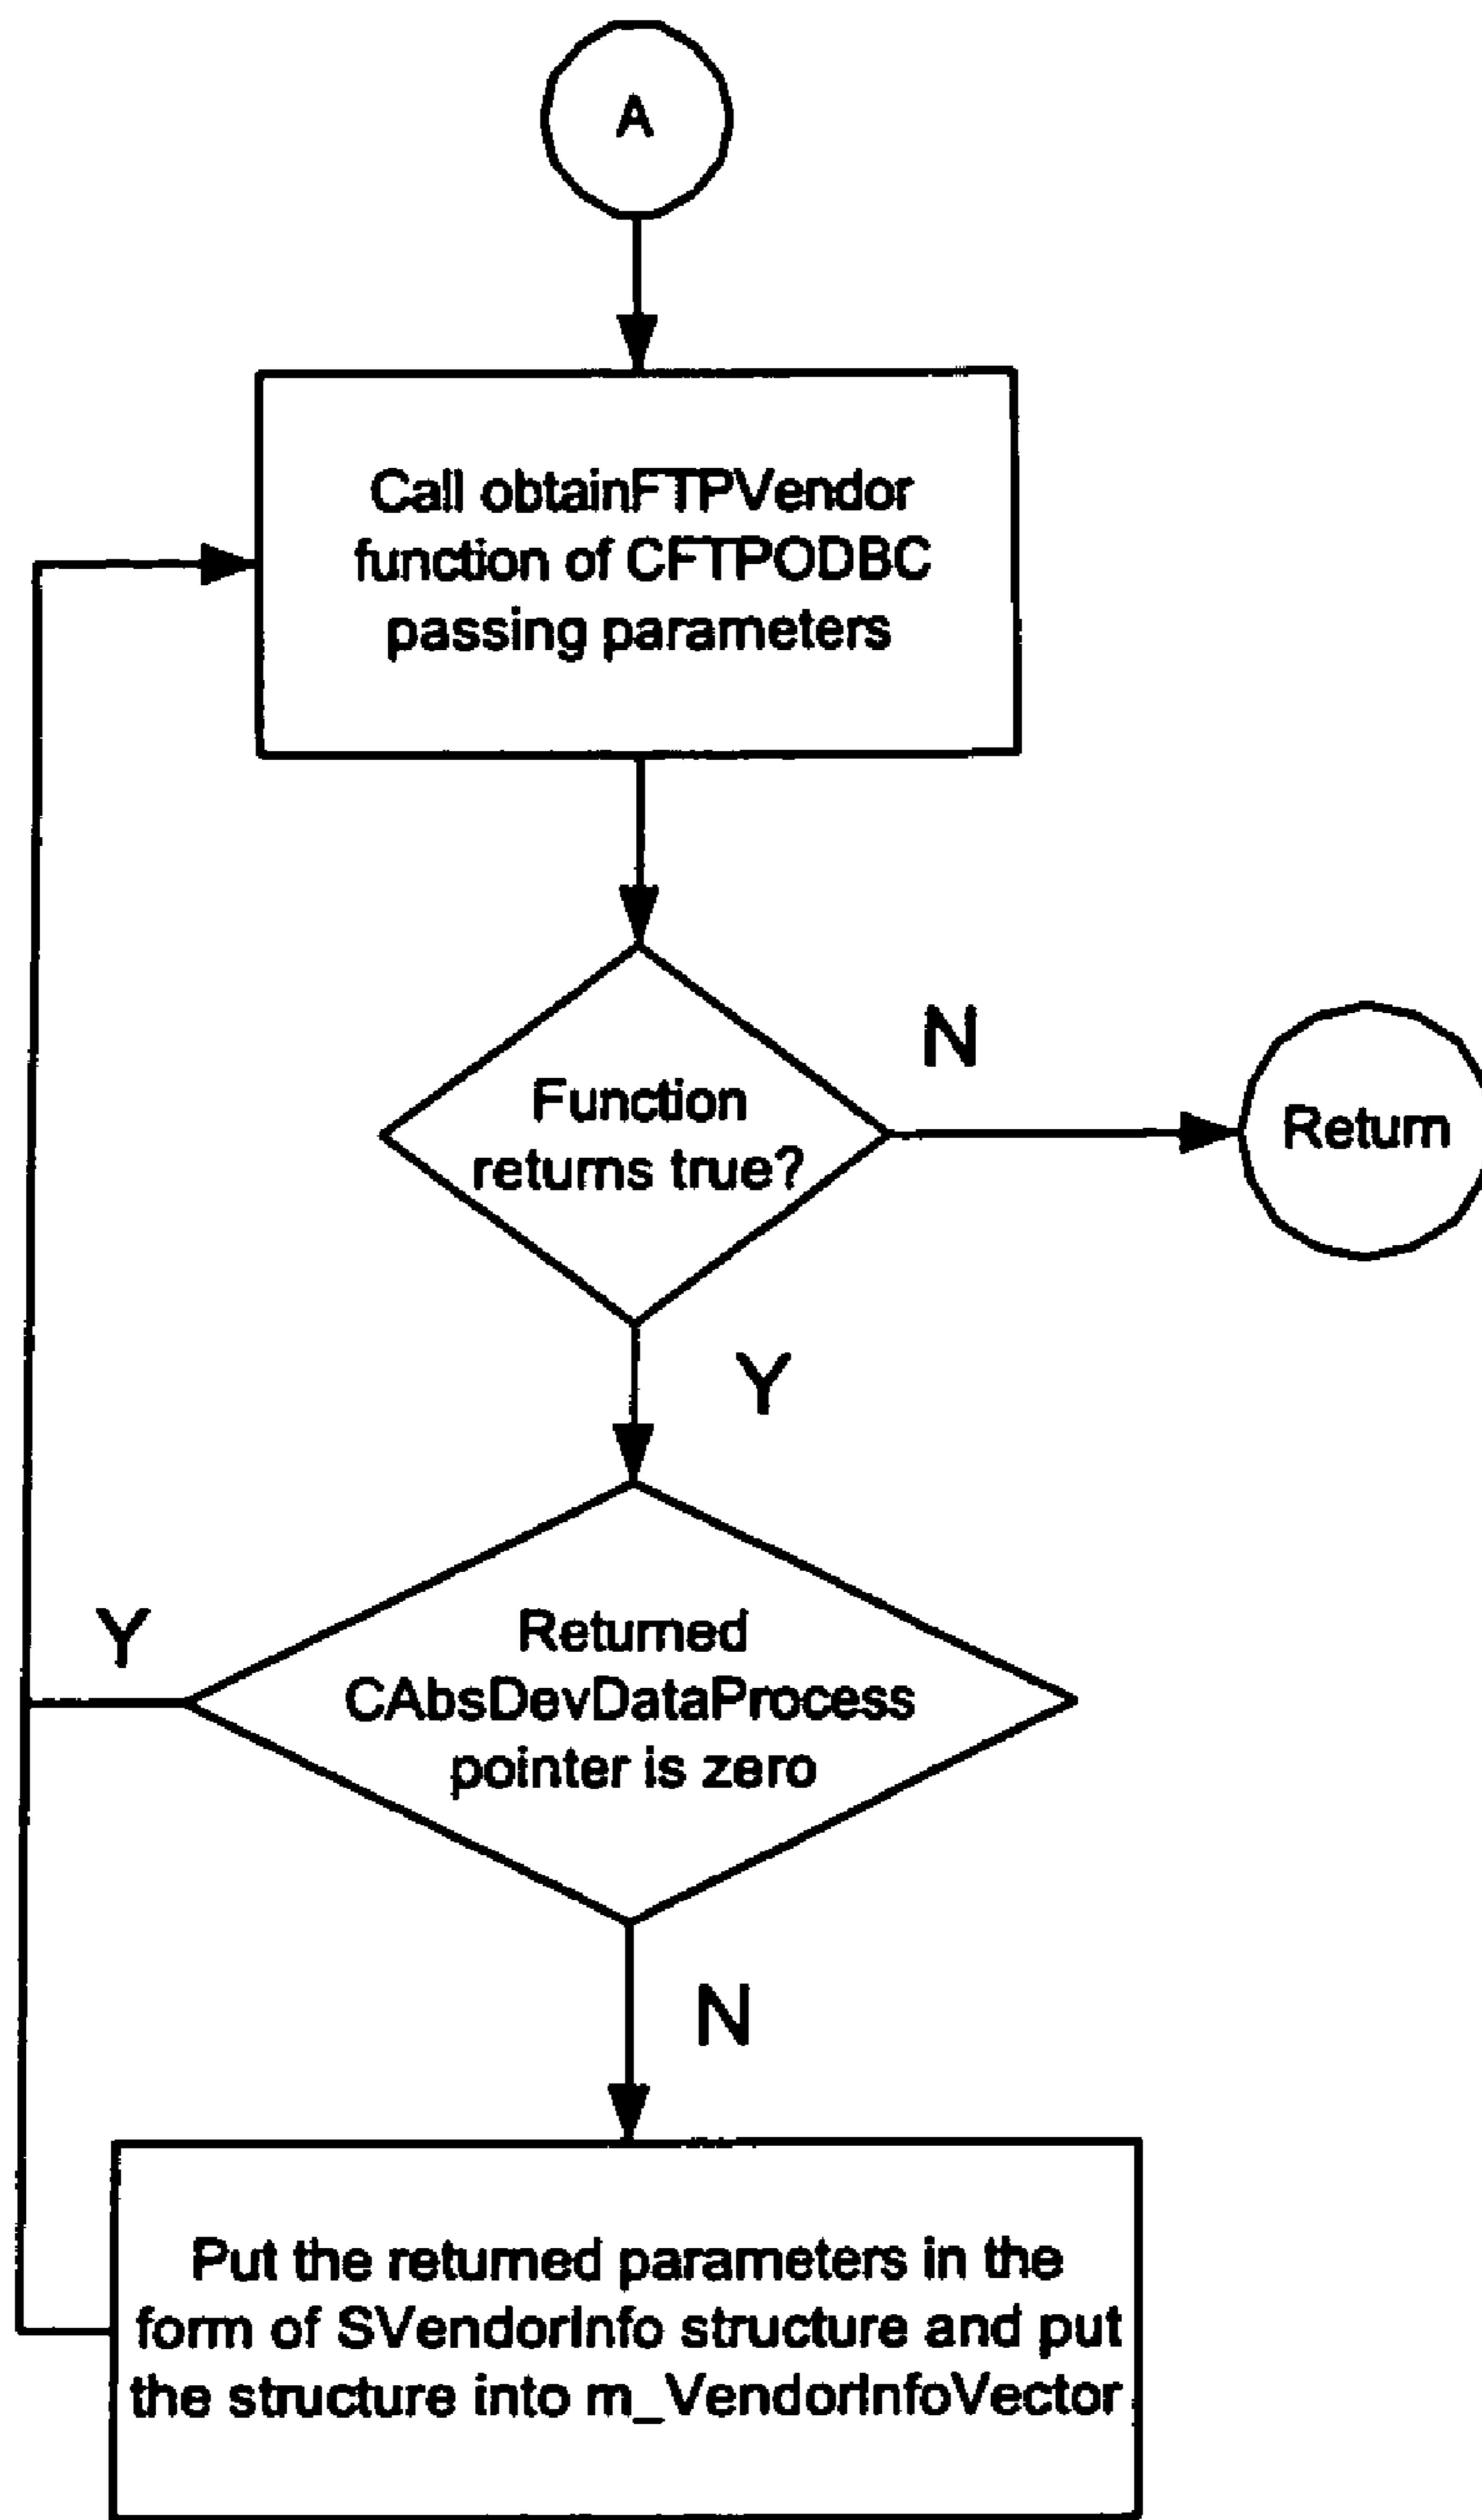 A
Call obtainFTPVendor
function of CFTPODBC
passing parameters
N
Function
returns true?
Return
Y
Y
Returned
CAbsDevDataProcess
pointer is zero
N
Put the returned parameters in the
form of SVendorInfo structure and put
the structure into m_VendorInfoVector